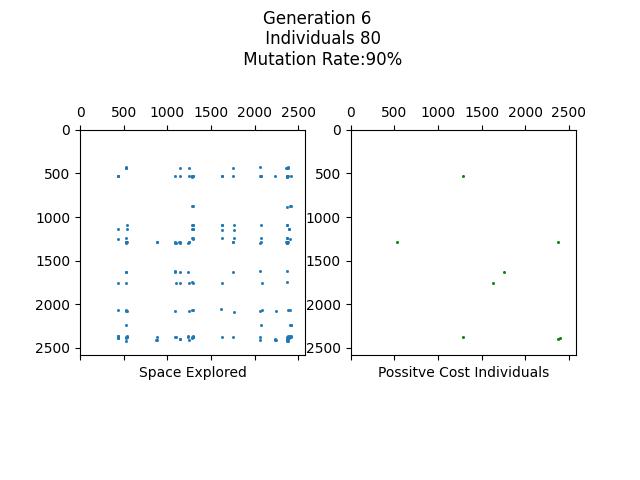 Generation 6
Individuals 80
Mutation Rate:90%
0 500 1000 1500 2000 2500
0 500 1000 1500 2000 2500
0
500
1000
1500
2000
2500
0
500
1000
1500
2000
2500
Space Explored
Possitve Cost Individuals